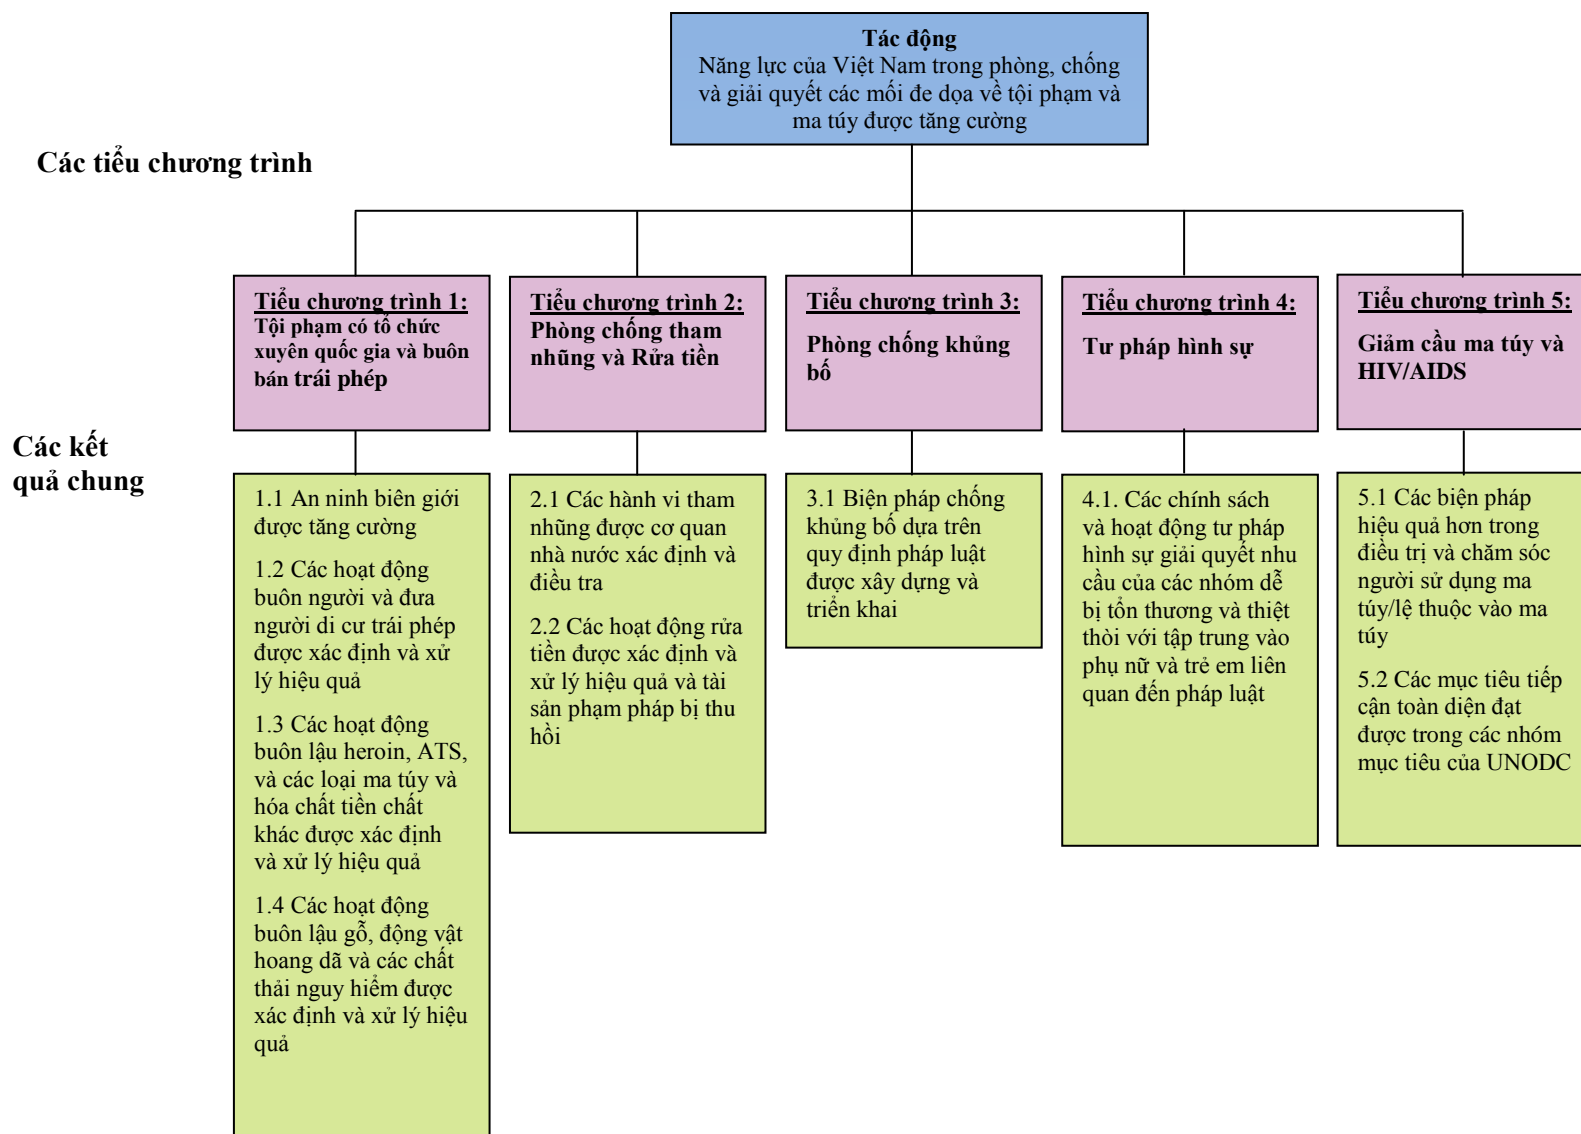 Tác động
Năng lực của Việt Nam trong phòng, chống
và giải quyết các mối đe dọa về tội phạm và
ma túy được tăng cường
Các tiểu chương trình
Tiểu chương trình 1:
Tội phạm có tổ chức
xuyên quốc gia và buôn
bán trái phép
Tiểu chương trình 2:
Phòng chống tham
nhũng và Rửa tiền
Tiểu chương trình 3:
Phòng chống khủng
bố
Tiểu chương trình 4:
Tư pháp hình sự
Tiểu chương trình 5:
Giảm cầu ma túy và
HIV/AIDS
Các kết
quả chung
1.1 An ninh biên giới
được tăng cường
1.2 Các hoạt động
buôn người và đưa
người di cư trái phép
được xác định và xử
lý hiệu quả
1.3 Các hoạt động
buôn lậu heroin, ATS,
và các loại ma túy và
hóa chất tiền chất
khác được xác định
và xử lý hiệu quả
1.4 Các hoạt động
buôn lậu gỗ, động vật
hoang dã và các chất
thải nguy hiểm được
xác định và xử lý hiệu
quả
2.1 Các hành vi tham
nhũng được cơ quan
nhà nước xác định và
điều tra
2.2 Các hoạt động rửa
tiền được xác định và
xử lý hiệu quả và tài
sản phạm pháp bị thu
hồi
3.1 Biện pháp chống
khủng bố dựa trên
quy định pháp luật
được xây dựng và
triển khai
4.1. Các chính sách
và hoạt động tư pháp
hình sự giải quyết nhu
cầu của các nhóm dễ
bị tổn thương và thiệt
thòi với tập trung vào
phụ nữ và trẻ em liên
quan đến pháp luật
5.1 Các biện pháp
hiệu quả hơn trong
điều trị và chăm sóc
người sử dụng ma
túy/lệ thuộc vào ma
túy
5.2 Các mục tiêu tiếp
cận toàn diện đạt
được trong các nhóm
mục tiêu của UNODC